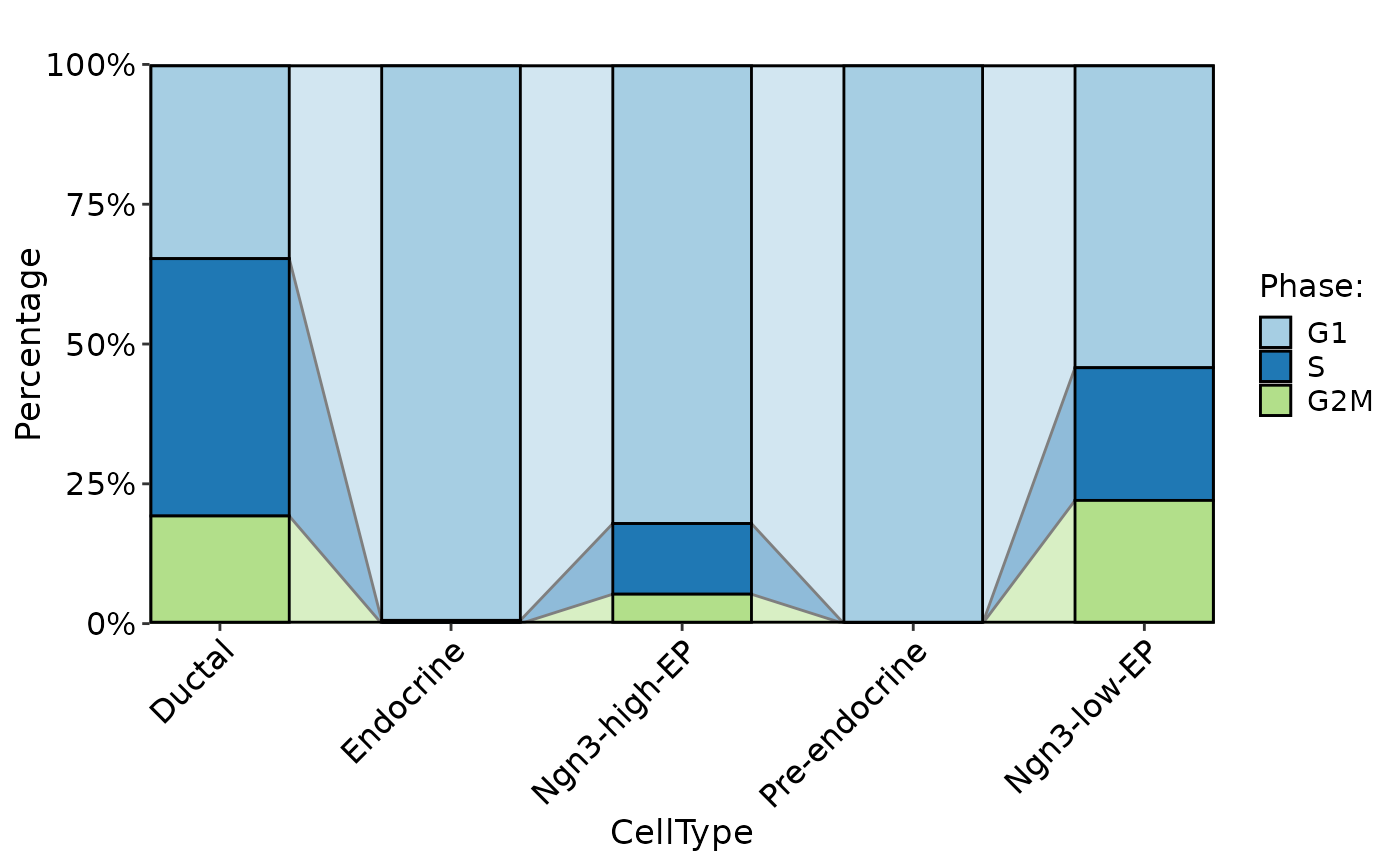 100%
75%
50%
25%
0%
Percentage
Ductal
Endocrine
Ngn3-high-EP
Pre-endocrine
Ngn3-low-EP
CellType
Phase:
G1
S
G2M